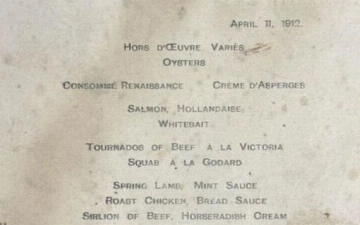 April 11, 1912.
Hors d'Œuvre Variés
Oysters
Consommé Renaissance Crème d'Asperges
Salmon, Hollandaise
Whitebait
Tournados of Beef à la Victoria
Squab à la Godard
Spring Lamb, Mint Sauce
Roast Chicken, Bread Sauce
Sirlion of Beef, Horseradish Cream